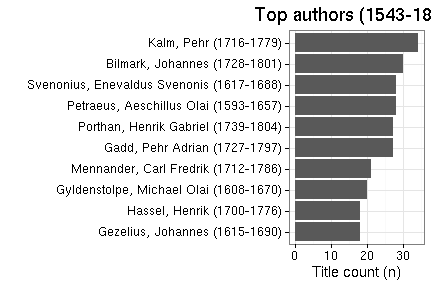 Top authors (1543-18
Kalm, Pehr (1716-1779)
Bilmark, Johannes (1728-1801)
Svenonius, Enevaldus Svenonis (1617-1688)
Petraeus, Aeschillus Olai (1593-1657)
Porthan, Henrik Gabriel (1739-1804)
Gadd, Pehr Adrian (1727-1797)
Mennander, Carl Fredrik (1712-1786)
Gyldenstolpe, Michael Olai (1608-1670)
Hassel, Henrik (1700-1776)
Gezelius, Johannes (1615-1690)
0 10 20 30
Title count (n)